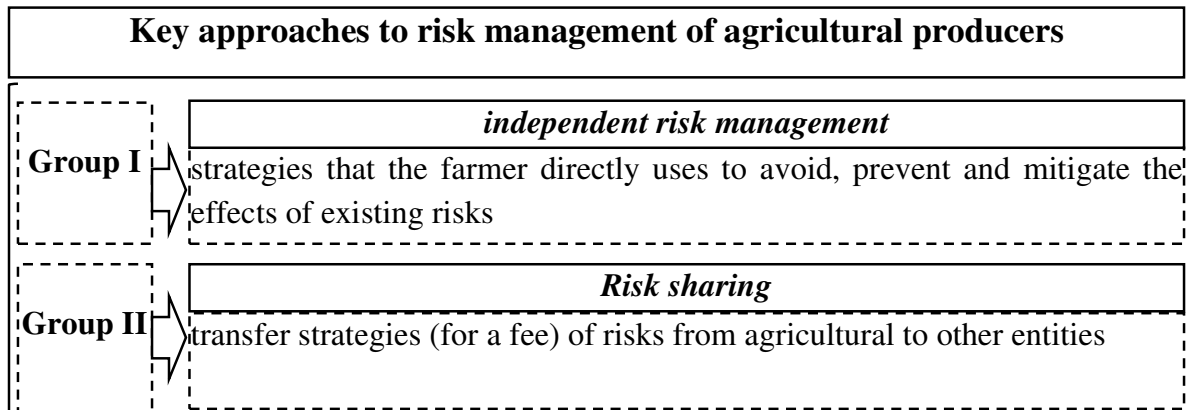 Key approaches to risk management of agricultural producers
independent risk management
Group I
strategies that the farmer directly uses to avoid, prevent and mitigate the
effects of existing risks
Risk sharing
Group II
transfer strategies (for a fee) of risks from agricultural to other entities